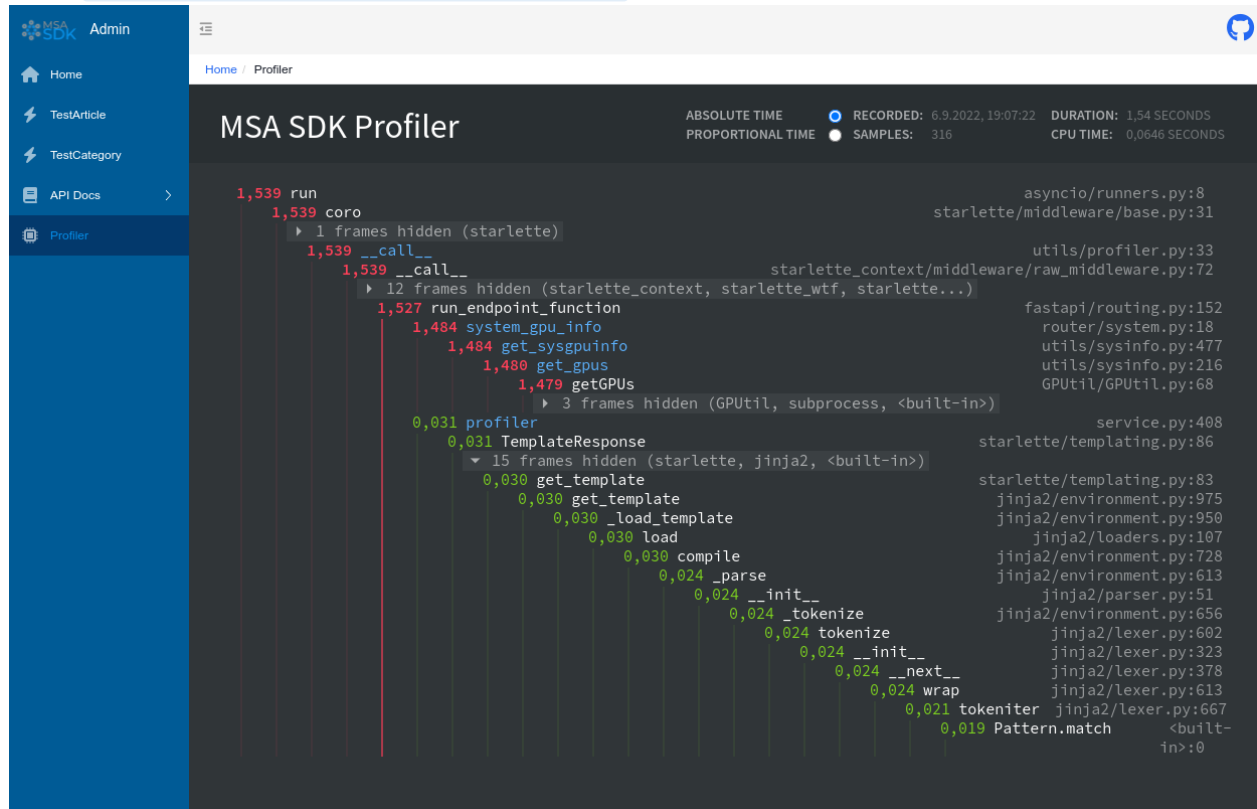 MSA
SDK Admin
Home
TestArticle
TestCategory
API Docs
Profiler
Home / Profiler
MSA SDK Profiler
ABSOLUTE TIME RECORDED: 6.9.2022, 19:07:22 DURATION: 1,54 SECONDS
PROPORTIONAL TIME SAMPLES: 316 CPU TIME: 0,0646 SECONDS
1,539 run asyncio/runners.py:8
1,539 coro starlette/middleware/base.py:31
1 frames hidden (starlette)
1,539 __call__ utils/profiler.py:33
1,539 __call__ starlette_context/middleware/raw_middleware.py:72
12 frames hidden (starlette_context, starlette_wtf, starlette...)
1,527 run_endpoint_function fastapi/routing.py:152
1,484 system_gpu_info router/system.py:18
1,484 get_sysgpuinfo utils/sysinfo.py:477
1,480 get_gpus utils/sysinfo.py:216
1,479 getGPUs GPUtil/GPUtil.py:68
3 frames hidden (GPUtil, subprocess, <built-in>)
0,031 profiler service.py:408
0,031 TemplateResponse starlette/templating.py:86
15 frames hidden (starlette, jinja2, <built-in>)
0,030 get_template starlette/templating.py:83
0,030 get_template jinja2/environment.py:975
0,030 _load_template jinja2/environment.py:950
0,030 load jinja2/loaders.py:107
0,030 compile jinja2/environment.py:728
0,024 _parse jinja2/environment.py:613
0,024 __init__ jinja2/parser.py:51
0,024 _tokenize jinja2/environment.py:656
0,024 tokenize jinja2/lexer.py:602
0,024 __init__ jinja2/lexer.py:323
0,024 __next__ jinja2/lexer.py:378
0,024 wrap jinja2/lexer.py:613
0,021 tokeniter jinja2/lexer.py:667
0,019 Pattern.match <built-
in>:0